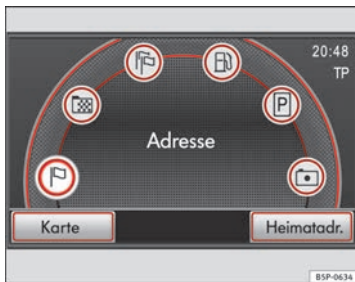 20:48
TP
P
Adresse
Karte
Heimatadr.
B5P-0634